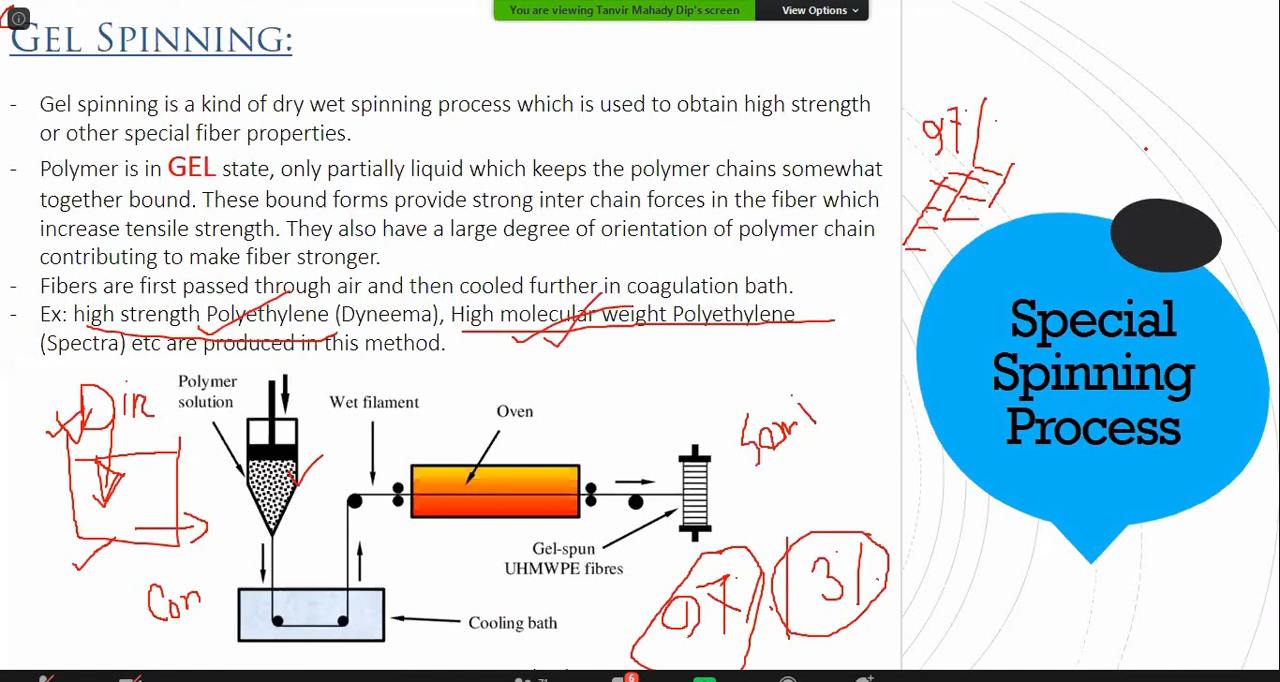 You are viewing Tanvir Mahady Dip's screen
View Options
GEL SPINNING:
- Gel spinning is a kind of dry wet spinning process which is used to obtain high strength
or other special fiber properties.
- Polymer is in GEL state, only partially liquid which keeps the polymer chains somewhat
together bound. These bound forms provide strong inter chain forces in the fiber which
increase tensile strength. They also have a large degree of orientation of polymer chain
contributing to make fiber stronger.
- Fibers are first passed through air and then cooled further in coagulation bath.
- Ex: high strength Polyethylene (Dyneema), High molecular weight Polyethylene
(Spectra) etc are produced in this method.
97%
Special
Spinning
Process
Polymer
solution
Wet filament
Oven
Gel-spun
UHMWPE fibres
Cooling bath
Con
3%
6